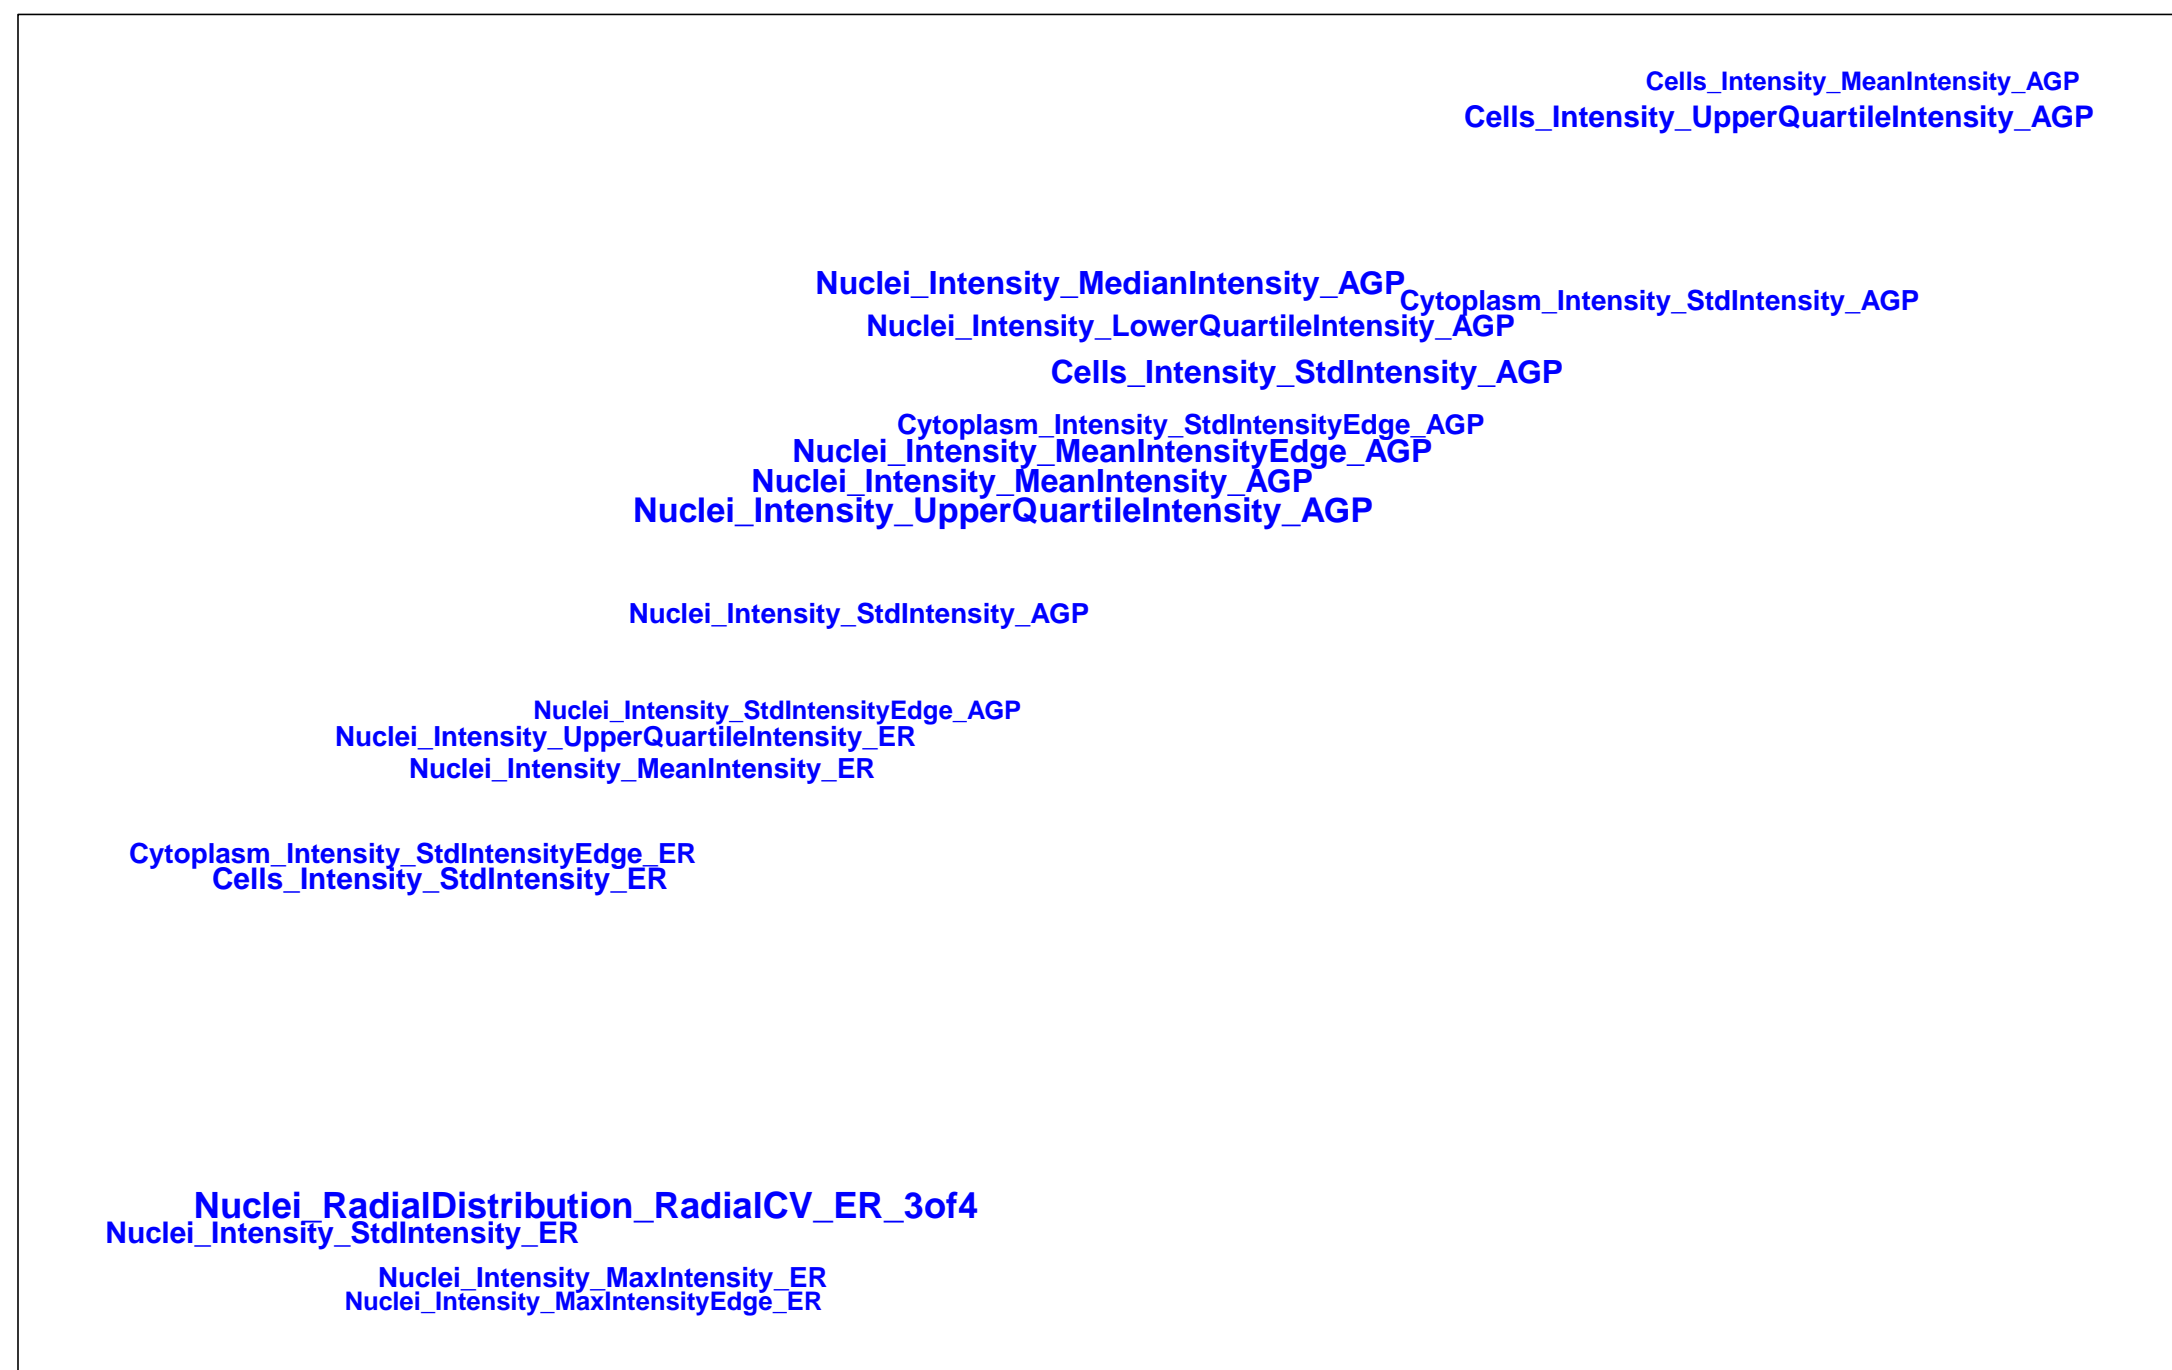 Cells_Intensity_MeanIntensity_AGP
Cells_Intensity_UpperQuartileIntensity_AGP
Nuclei_Intensity_MedianIntensity_AGP
Cytoplasm_Intensity_StdIntensity_AGP
Nuclei_Intensity_LowerQuartileIntensity_AGP
Cells_Intensity_StdIntensity_AGP
Cytoplasm_Intensity_StdIntensityEdge_AGP
Nuclei_Intensity_MeanIntensityEdge_AGP
Nuclei_Intensity_MeanIntensity_AGP
Nuclei_Intensity_UpperQuartileIntensity_AGP
Nuclei_Intensity_StdIntensity_AGP
Nuclei_Intensity_StdIntensityEdge_AGP
Nuclei_Intensity_UpperQuartileIntensity_ER
Nuclei_Intensity_MeanIntensity_ER
Cytoplasm_Intensity_StdIntensityEdge_ER
Cells_Intensity_StdIntensity_ER
Nuclei_RadialDistribution_RadialCV_ER_3of4
Nuclei_Intensity_StdIntensity_ER
Nuclei_Intensity_MaxIntensity_ER
Nuclei_Intensity_MaxIntensityEdge_ER